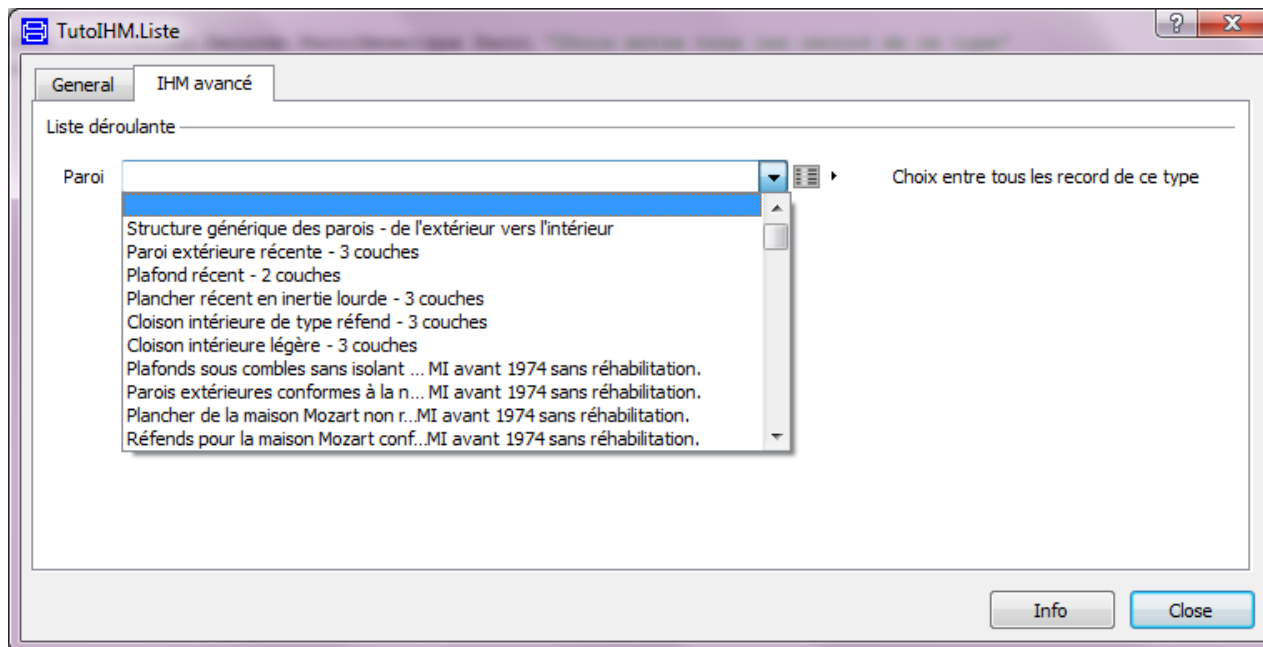 TutoIHM.Liste
General
IHM avancé
Liste déroulante
Paroi
Choix entre tous les record de ce type
Structure générique des parois - de l'extérieur vers l'intérieur
Paroi extérieure récente - 3 couches
Plafond récent - 2 couches
Plancher récent en inertie lourde - 3 couches
Cloison intérieure de type réfend - 3 couches
Cloison intérieure légère - 3 couches
Plafonds sous combles sans isolant ... MI avant 1974 sans réhabilitation.
Parois extérieures conformes à la n... MI avant 1974 sans réhabilitation.
Plancher de la maison Mozart non r...MI avant 1974 sans réhabilitation.
Réfends pour la maison Mozart conf...MI avant 1974 sans réhabilitation.
Info
Close